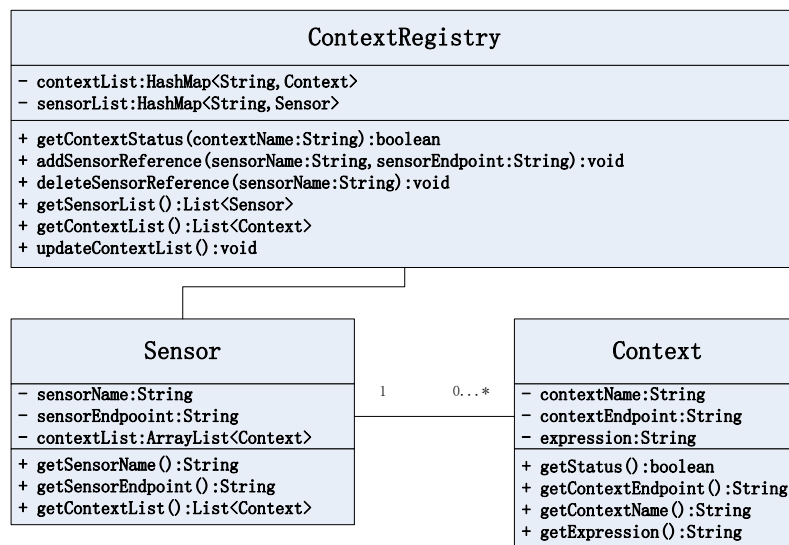 ContextRegistry
- contextList:HashMap<String,Context>
- sensorList:HashMap<String,Sensor>
+ getContextStatus(contextName:String):boolean
+ addSensorReference(sensorName:String,sensorEndpoint:String):void
+ deleteSensorReference(sensorName:String):void
+ getSensorList():List<Sensor>
+ getContextList():List<Context>
+ updateContextList():void
Sensor
- sensorName:String
- sensorEndpooint:String
- contextList:ArrayList<Context>
+ getSensorName():String
+ getSensorEndpoint():String
+ getContextList():List<Context>
1 0...*
Context
- contextName:String
- contextEndpoint:String
- expression:String
+ getStatus():boolean
+ getContextEndpoint():String
+ getContextName():String
+ getExpression():String